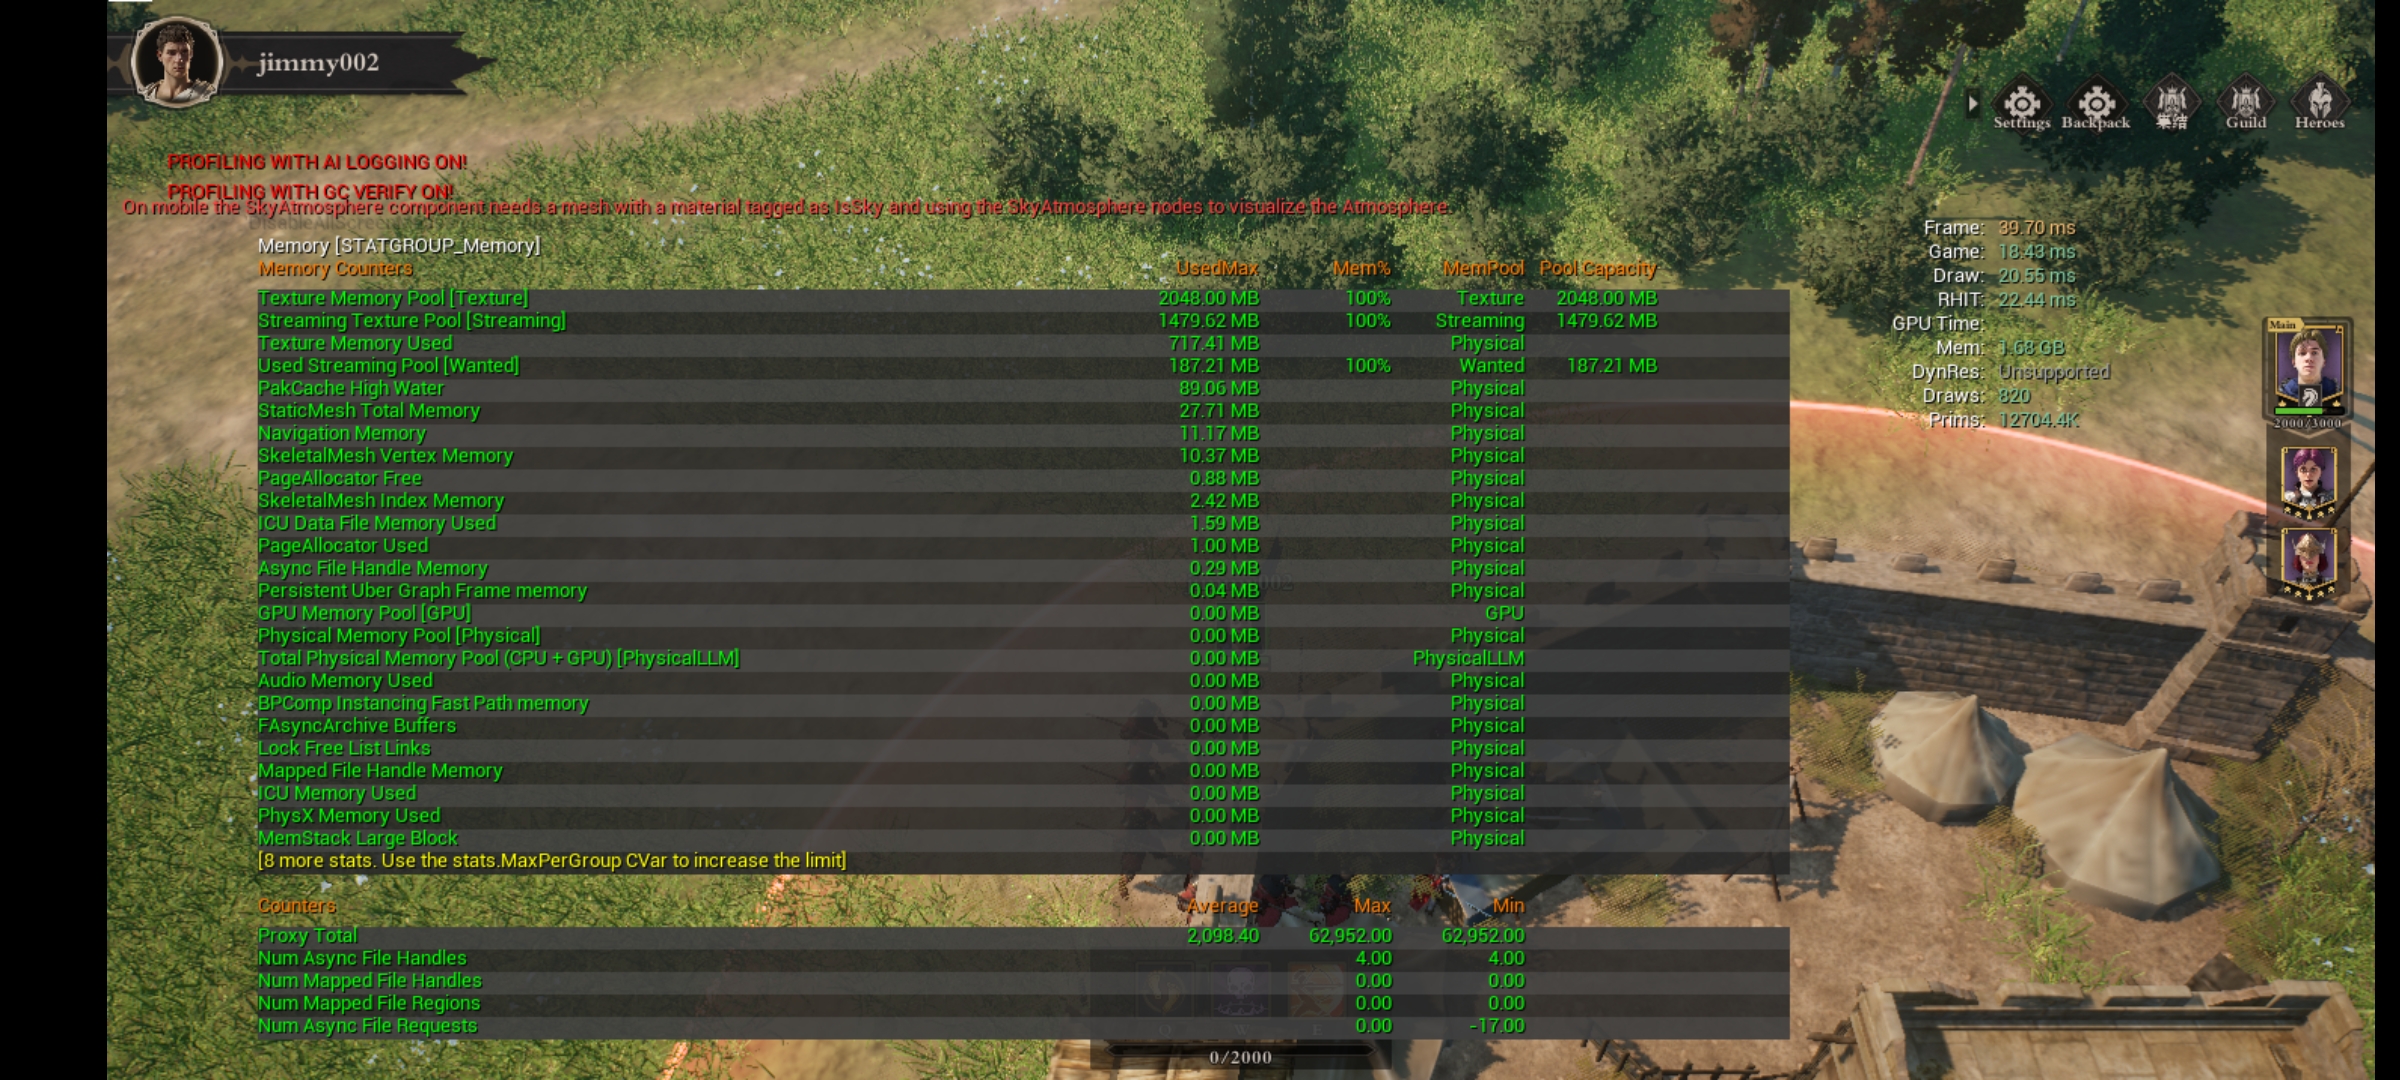 jimmy002
Settings Backpack 集结 Guild Heroes
PROFILING WITH AI LOGGING ON!
PROFILING WITH GC VERIFY ON!
On mobile the SkyAtmosphere component needs a mesh with a material tagged as IsSky and using the SkyAtmosphere nodes to visualize the Atmosphere.
Memory [STATGROUP_Memory]
Memory Counters UsedMax Mem% MemPool Pool Capacity
Texture Memory Pool [Texture] 2048.00 MB 100% Texture 2048.00 MB
Streaming Texture Pool [Streaming] 1479.62 MB 100% Streaming 1479.62 MB
Texture Memory Used 717.41 MB Physical
Used Streaming Pool [Wanted] 187.21 MB 100% Wanted 187.21 MB
PakCache High Water 89.06 MB Physical
StaticMesh Total Memory 27.71 MB Physical
Navigation Memory 11.17 MB Physical
SkeletalMesh Vertex Memory 10.37 MB Physical
PageAllocator Free 0.88 MB Physical
SkeletalMesh Index Memory 2.42 MB Physical
ICU Data File Memory Used 1.59 MB Physical
PageAllocator Used 1.00 MB Physical
Async File Handle Memory 0.29 MB Physical
Persistent Uber Graph Frame memory 0.04 MB Physical
GPU Memory Pool [GPU] 0.00 MB GPU
Physical Memory Pool [Physical] 0.00 MB Physical
Total Physical Memory Pool (CPU + GPU) [PhysicalLLM] 0.00 MB PhysicalLLM
Audio Memory Used 0.00 MB Physical
BPComp Instancing Fast Path memory 0.00 MB Physical
FAsyncArchive Buffers 0.00 MB Physical
Lock Free List Links 0.00 MB Physical
Mapped File Handle Memory 0.00 MB Physical
ICU Memory Used 0.00 MB Physical
PhysX Memory Used 0.00 MB Physical
MemStack Large Block 0.00 MB Physical
[8 more stats. Use the stats.MaxPerGroup CVar to increase the limit]
Counters Average Max Min
Proxy Total 2,098.40 62,952.00 62,952.00
Num Async File Handles 4.00 4.00
Num Mapped File Handles 0.00 0.00
Num Mapped File Regions 0.00 0.00
Num Async File Requests 0.00 -17.00
0/2000
Frame: 39.70 ms
Game: 18.43 ms
Draw: 20.55 ms
RHIT: 22.44 ms
GPU Time:
Mem: 1.68 GB
DynRes: Unsupported
Draws: 820
Prims: 12704.4K
Main
2000/3000